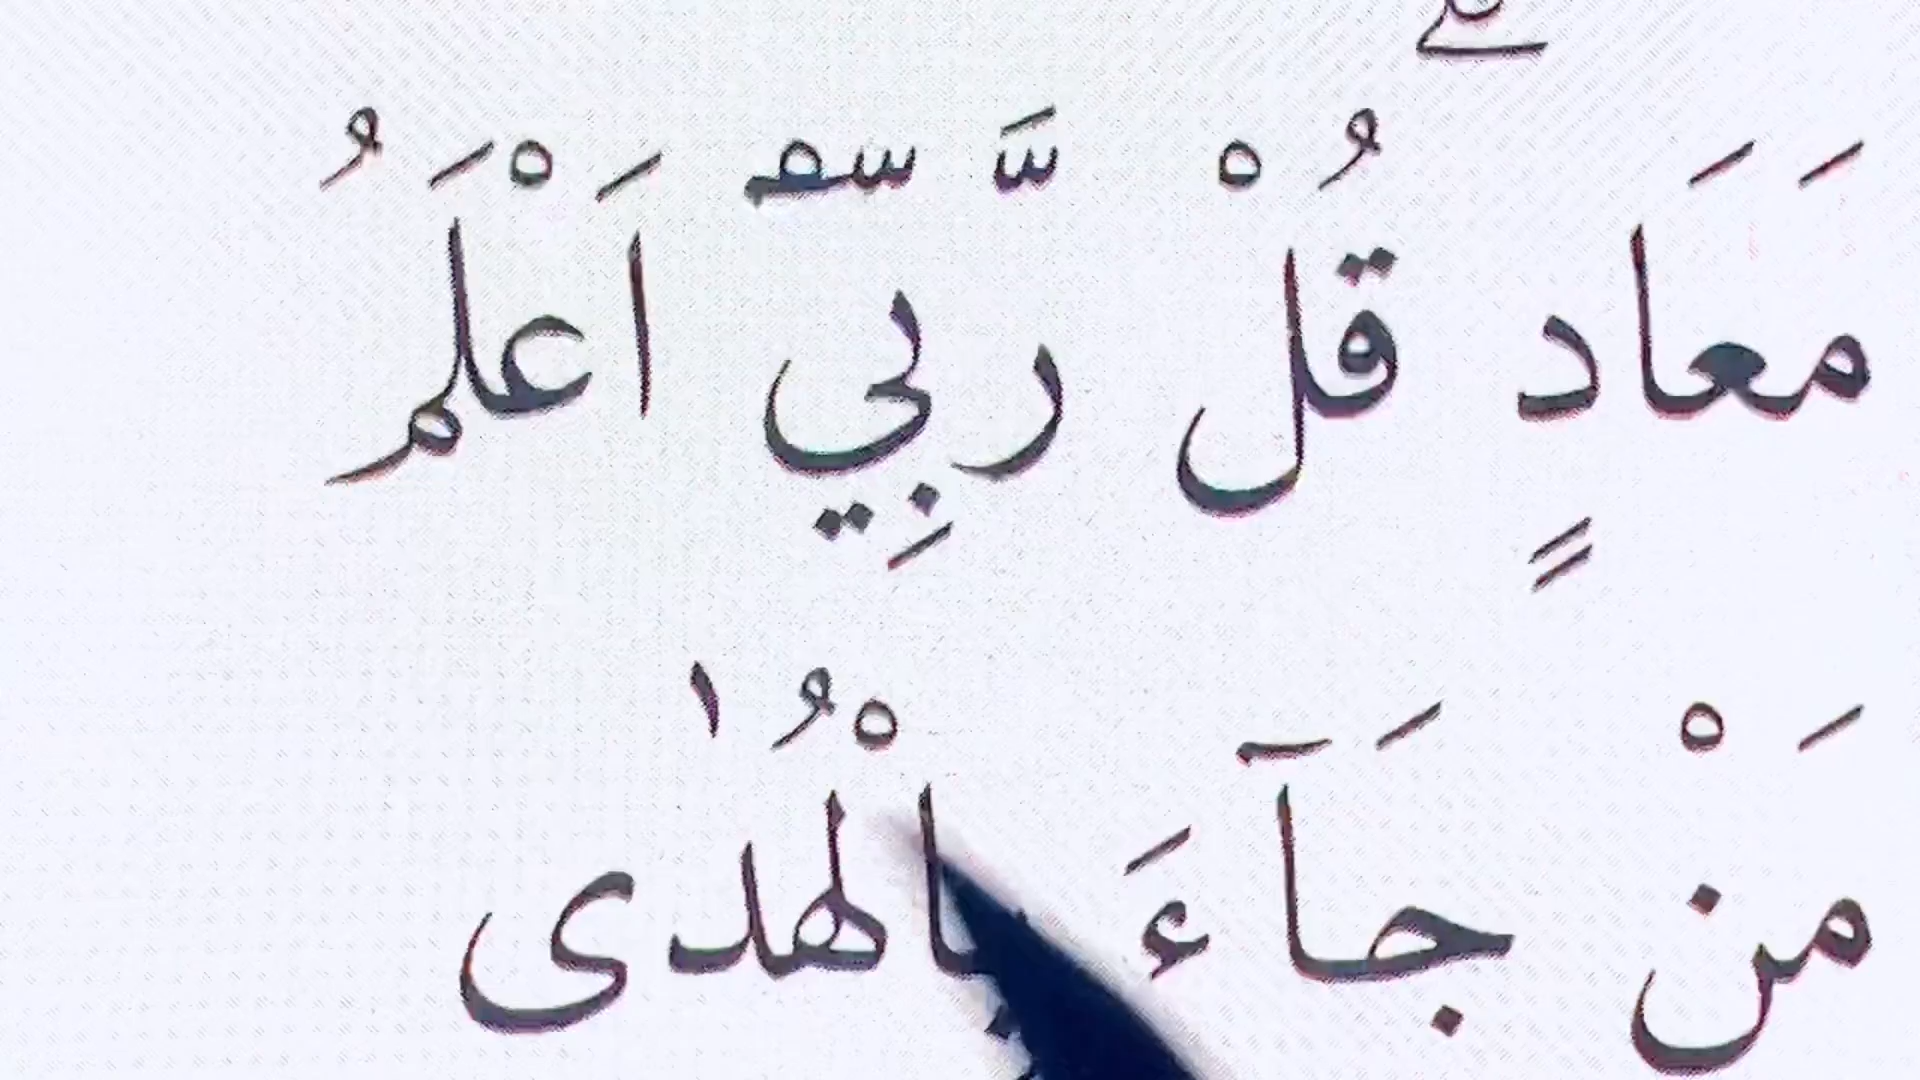 مَعَادٍ قُلْ رَّبِّيْۤ اَعْلَمُ
مَنْ جَآءَ بِالْهُدٰى